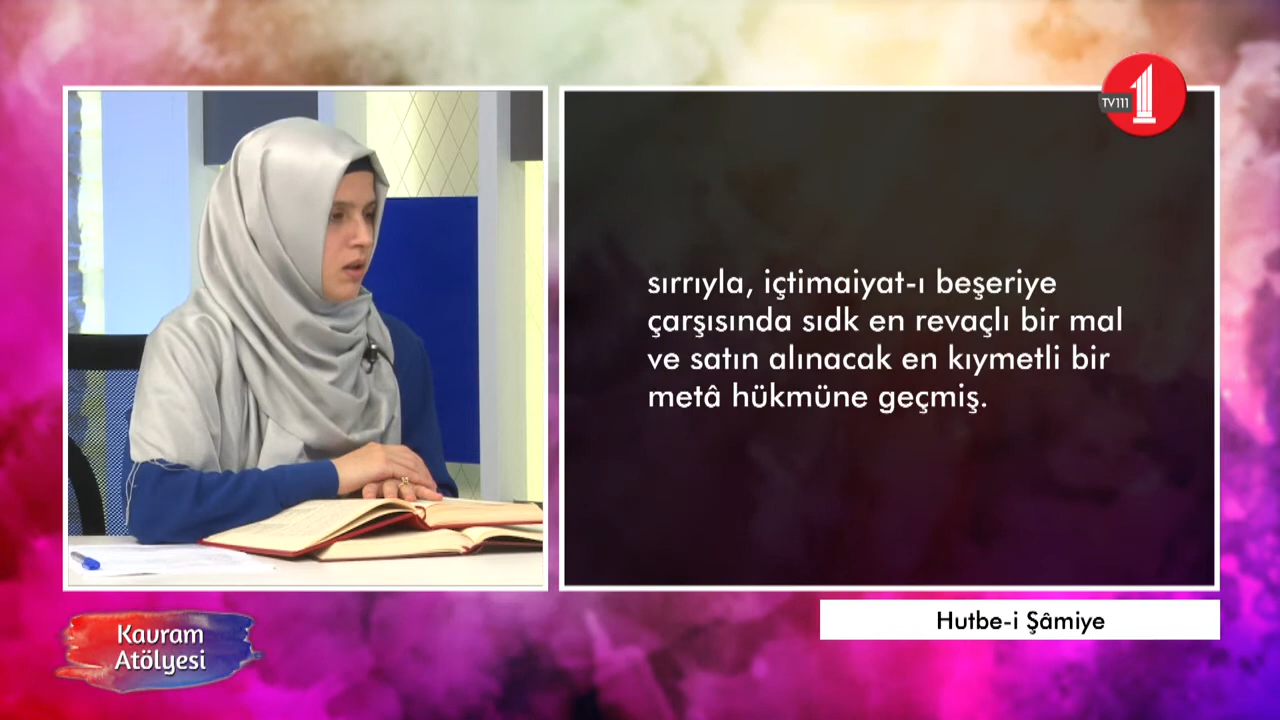 TV111
1
sırrıyla, içtimaiyat-ı beşeriye
çarşısında sıdk en revaçlı bir mal
ve satın alınacak en kıymetli bir
metâ hükmüne geçmiş.
Hutbe-i Şâmiye
Kavram
Atölyesi